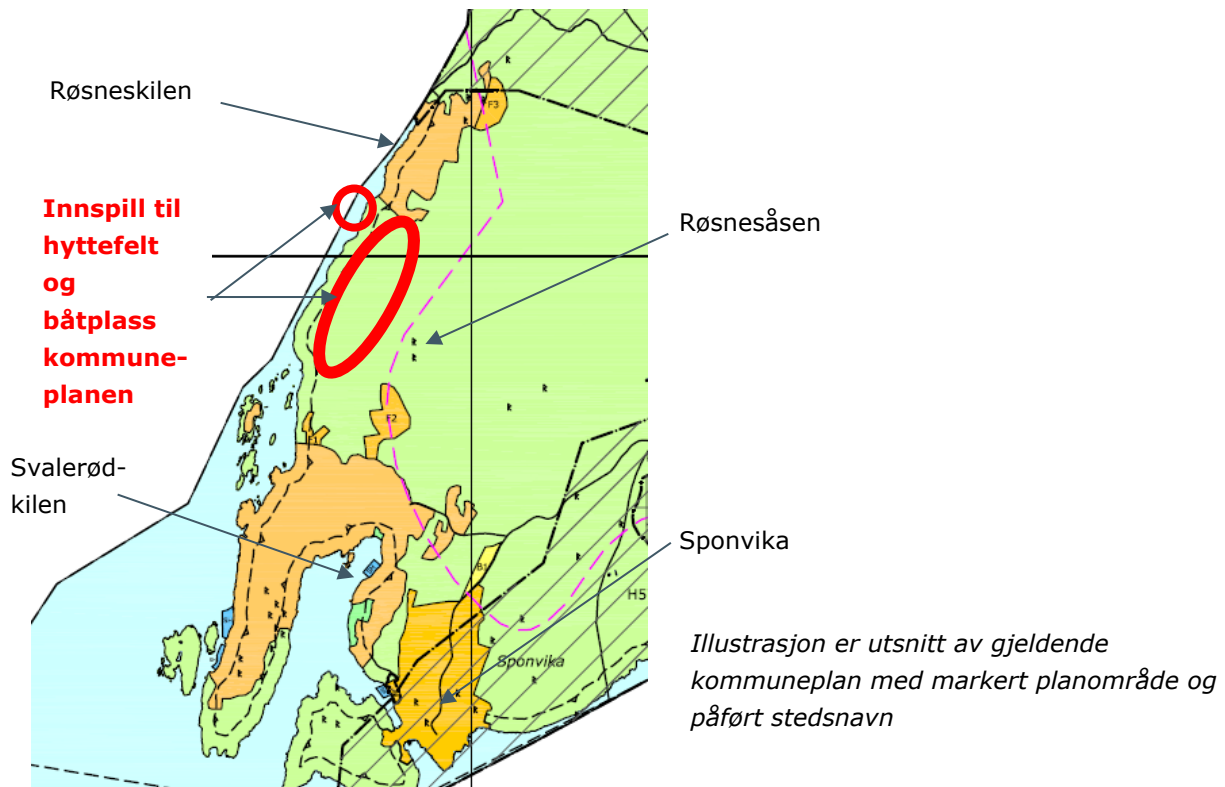 Røsneskilen
Innspill til
hyttefelt
og
båtplass
kommune-
planen
Svalerød-
kilen
F3
Røsnesåsen
F2
F1
B1
H5
Sponvika
Sponvika
Illustrasjon er utsnitt av gjeldende
kommuneplan med markert planområde og
påført stedsnavn